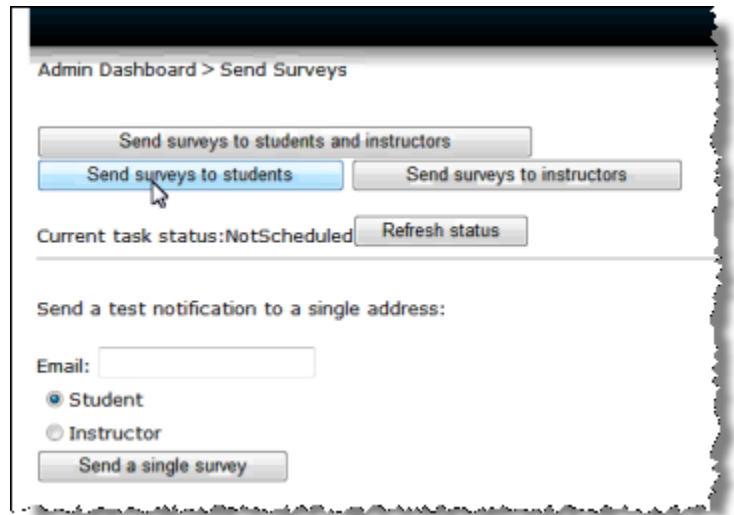 Admin Dashboard > Send Surveys
Send surveys to students and instructors
Send surveys to students Send surveys to instructors
Current task status:NotScheduled Refresh status
Send a test notification to a single address:
Email:
Student
Instructor
Send a single survey